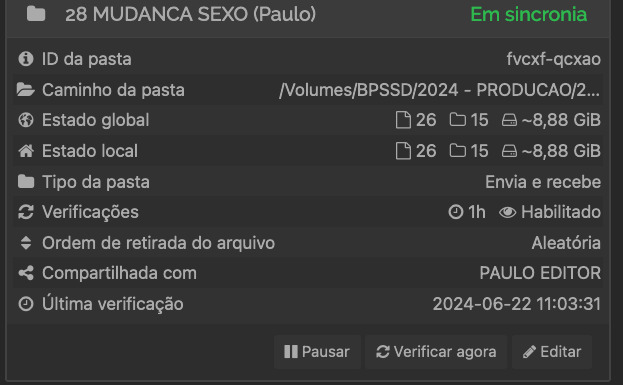 28 MUDANCA SEXO (Paulo) Em sincronia
ID da pasta fvcxf-qcxao
Caminho da pasta /Volumes/BPSSD/2024 - PRODUCAO/2...
Estado global 26 15 ~8,88 GiB
Estado local 26 15 ~8,88 GiB
Tipo da pasta Envia e recebe
Verificações 1h Habilitado
Ordem de retirada do arquivo Aleatória
Compartilhada com PAULO EDITOR
Última verificação 2024-06-22 11:03:31
Pausar Verificar agora Editar